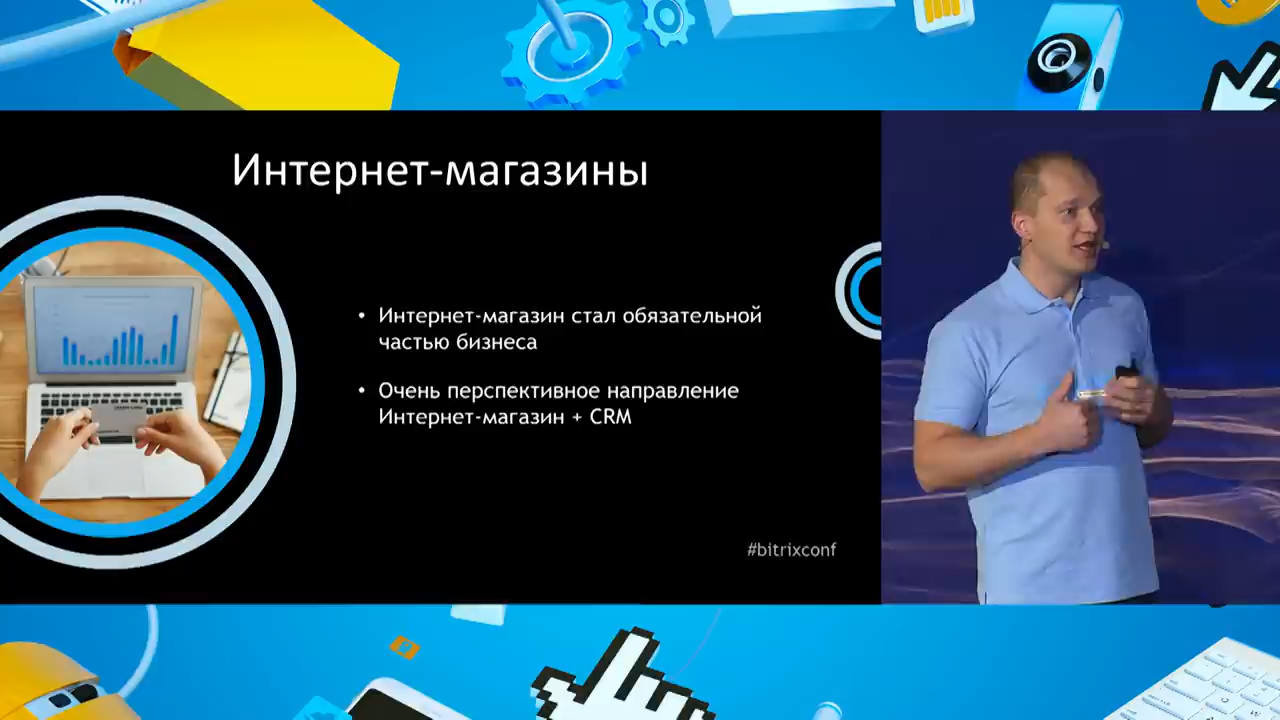 Интернет-магазины
• Интернет-магазин стал обязательной
частью бизнеса
• Очень перспективное направление
Интернет-магазин + CRM
#bitrixconf